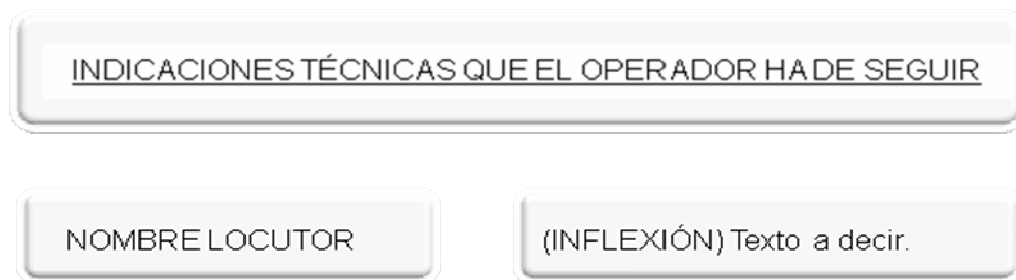 INDICACIONES TÉCNICAS QUE EL OPERADOR HA DE SEGUIR
NOMBRE LOCUTOR (INFLEXIÓN) Texto a decir.